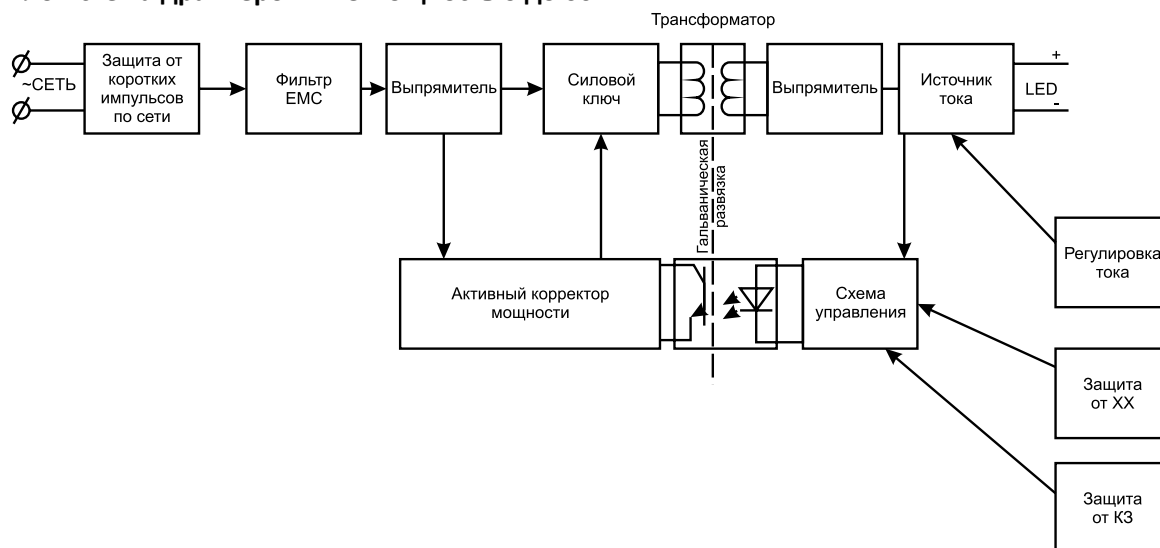 Трансформатор
~СЕТЬ
Защита от
коротких
импульсов
по сети
Фильтр
EMC
Выпрямитель
Силовой
ключ
Выпрямитель
Источник
тока
+
LED
-
Гальваническая
развязка
Регулировка
тока
Активный корректор
мощности
Схема
управления
Защита
от ХХ
Защита
от КЗ